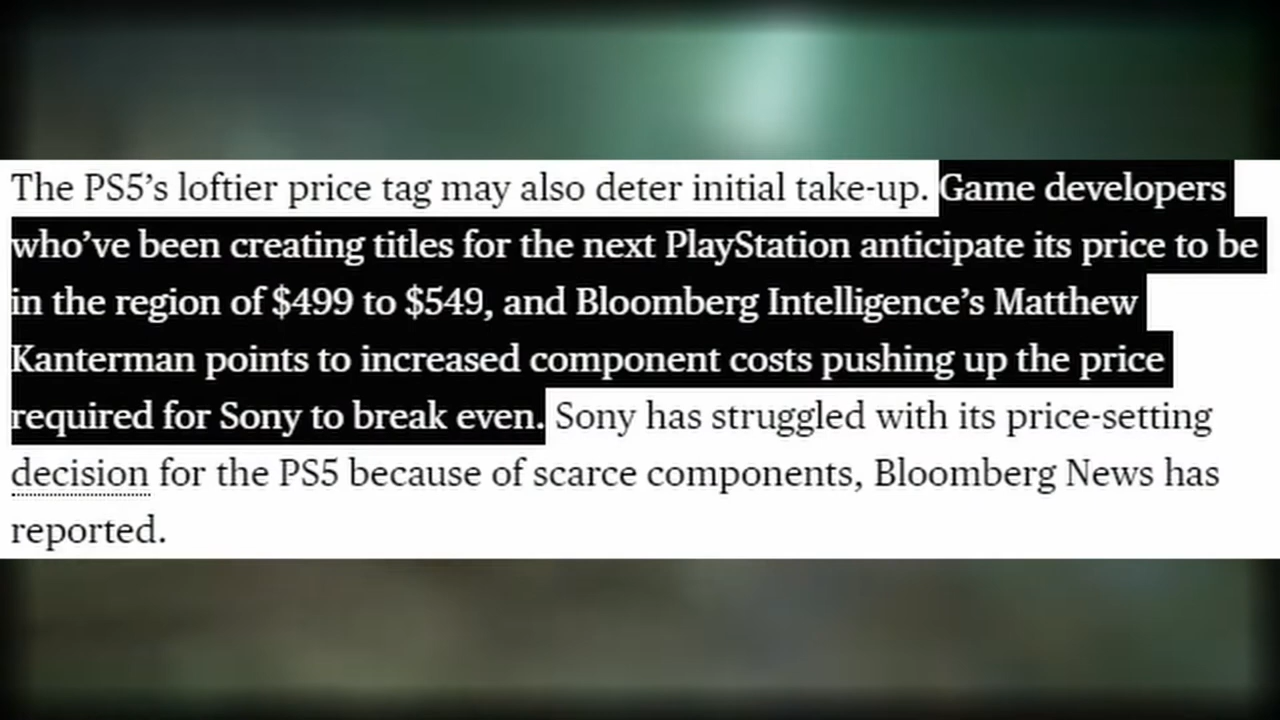 The PS5’s loftier price tag may also deter initial take-up. Game developers
who’ve been creating titles for the next PlayStation anticipate its price to be
in the region of $499 to $549, and Bloomberg Intelligence’s Matthew
Kanterman points to increased component costs pushing up the price
required for Sony to break even. Sony has struggled with its price-setting
decision for the PS5 because of scarce components, Bloomberg News has
reported.